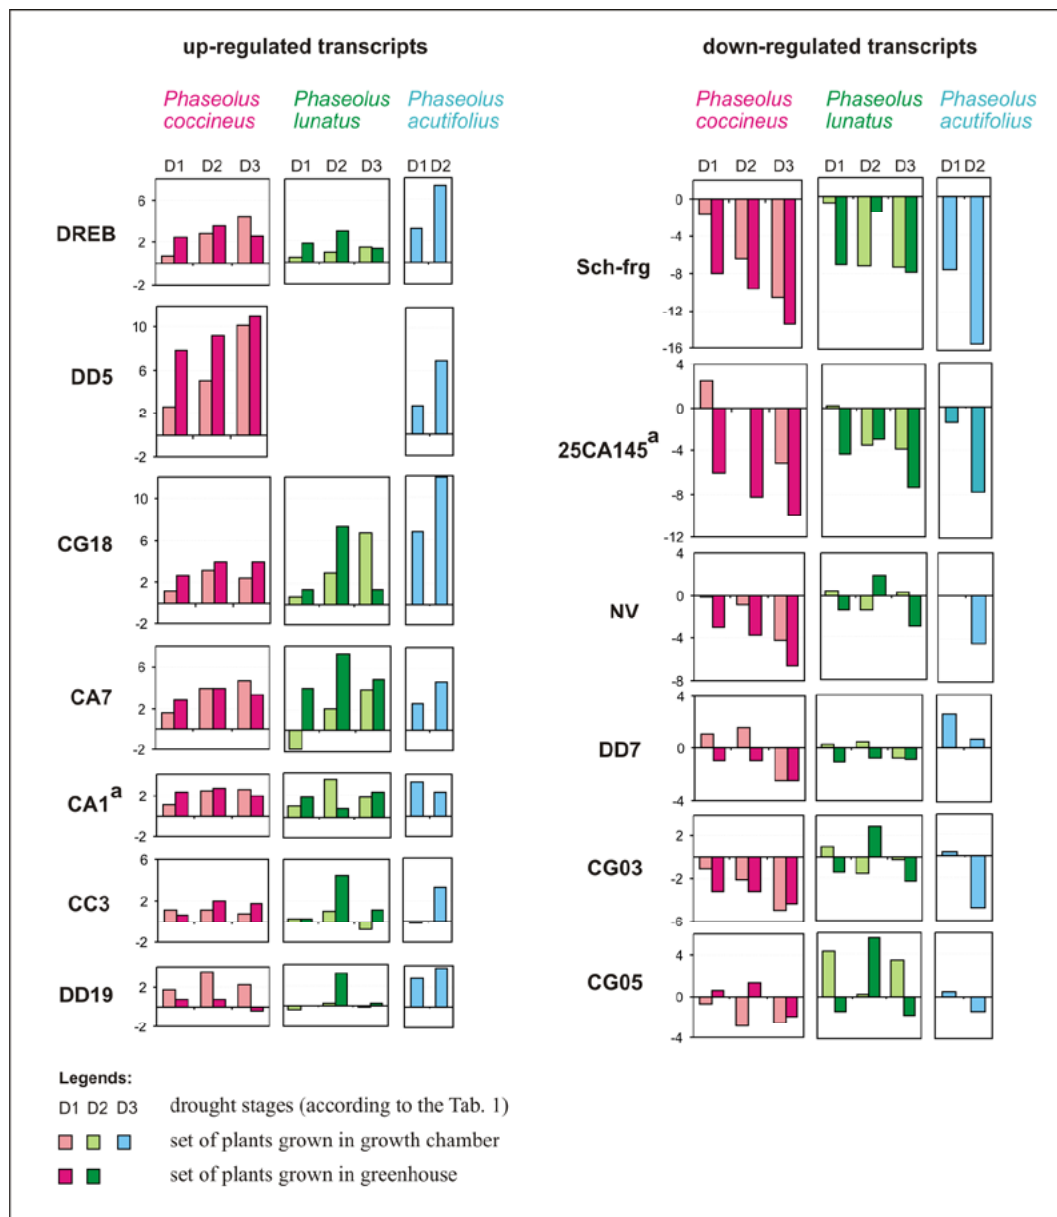 up-regulated transcripts
down-regulated transcripts
Phaseolus
coccineus
Phaseolus
lunatus
Phaseolus
acutifolius
Phaseolus
coccineus
Phaseolus
lunatus
Phaseolus
acutifolius
D1 D2 D3 D1 D2 D3 D1 D2
D1 D2 D3 D1 D2 D3 D1 D2
DREB
6
2
-2
DD5
10
6
2
-2
CG18
10
6
2
-2
CA7
6
2
-2
CA1a
2
-2
CC3
6
2
-2
DD19
2
-2
Sch-frg
0
-4
-8
-12
-16
25CA145a
4
0
-4
-8
-12
NV
4
0
-4
-8
DD7
4
0
-4
CG03
2
-2
-6
CG05
4
0
-4
Legends:
D1 D2 D3 drought stages (according to the Tab. 1)
set of plants grown in growth chamber
set of plants grown in greenhouse